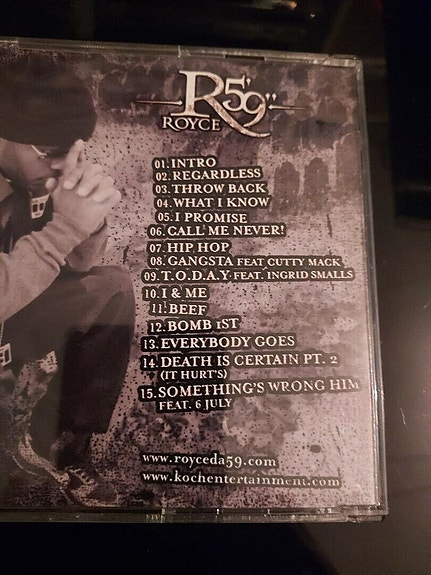 R 5'9"
ROYCE
01. INTRO
02. REGARDLESS
03. THROW BACK
04. WHAT I KNOW
05. I PROMISE
06. CALL ME NEVER!
07. HIP HOP
08. GANGSTA FEAT CUTTY MACK
09. T.O.D.A.Y FEAT. INGRID SMALLS
10. I & ME
11. BEEF
12. BOMB 1ST
13. EVERYBODY GOES
14. DEATH IS CERTAIN PT. 2
(IT HURT'S)
15. SOMETHING'S WRONG HIM
FEAT. 6 JULY
www.royceda59.com
www.kochentertainment.com